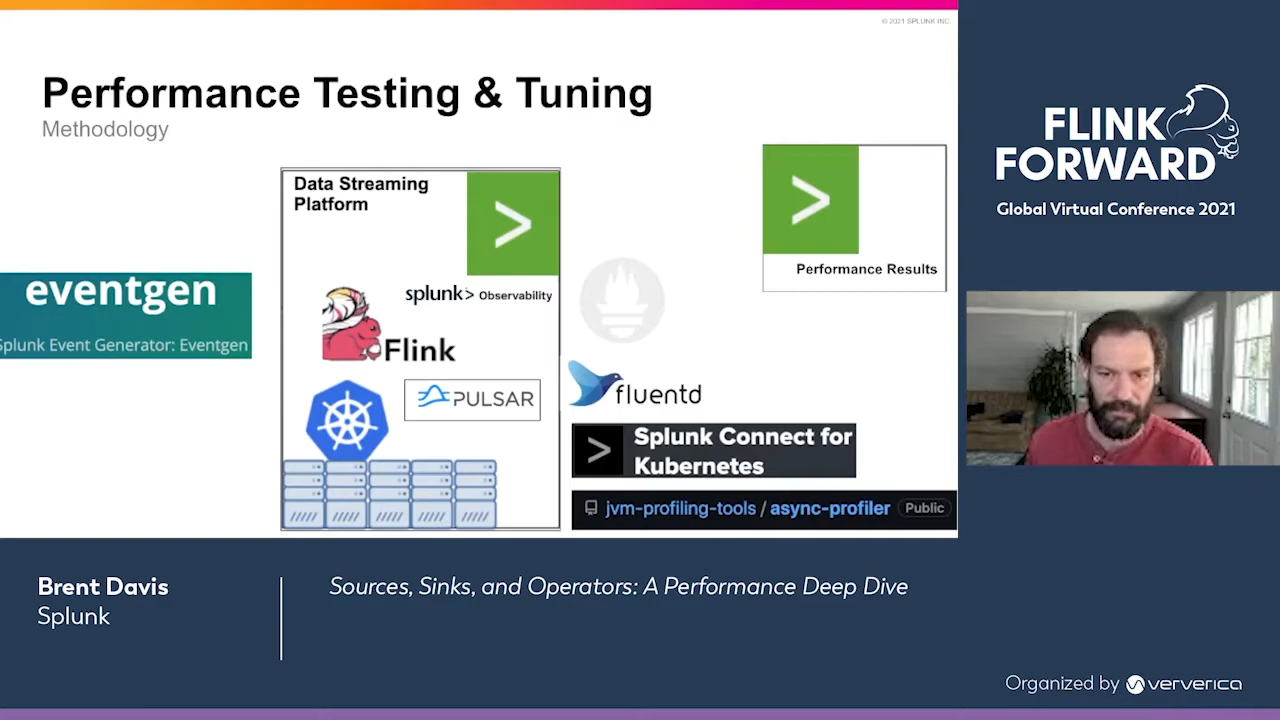 © 2021 SPLUNK INC.
Performance Testing & Tuning
Methodology
Data Streaming
Platform
splunk> Observability
Flink
PULSAR
eventgen
Splunk Event Generator: Eventgen
fluentd
Splunk Connect for
Kubernetes
jvm-profiling-tools / async-profiler Public
Performance Results
FLINK
FORWARD
Global Virtual Conference 2021
Brent Davis
Splunk
Sources, Sinks, and Operators: A Performance Deep Dive
Organized by ververica